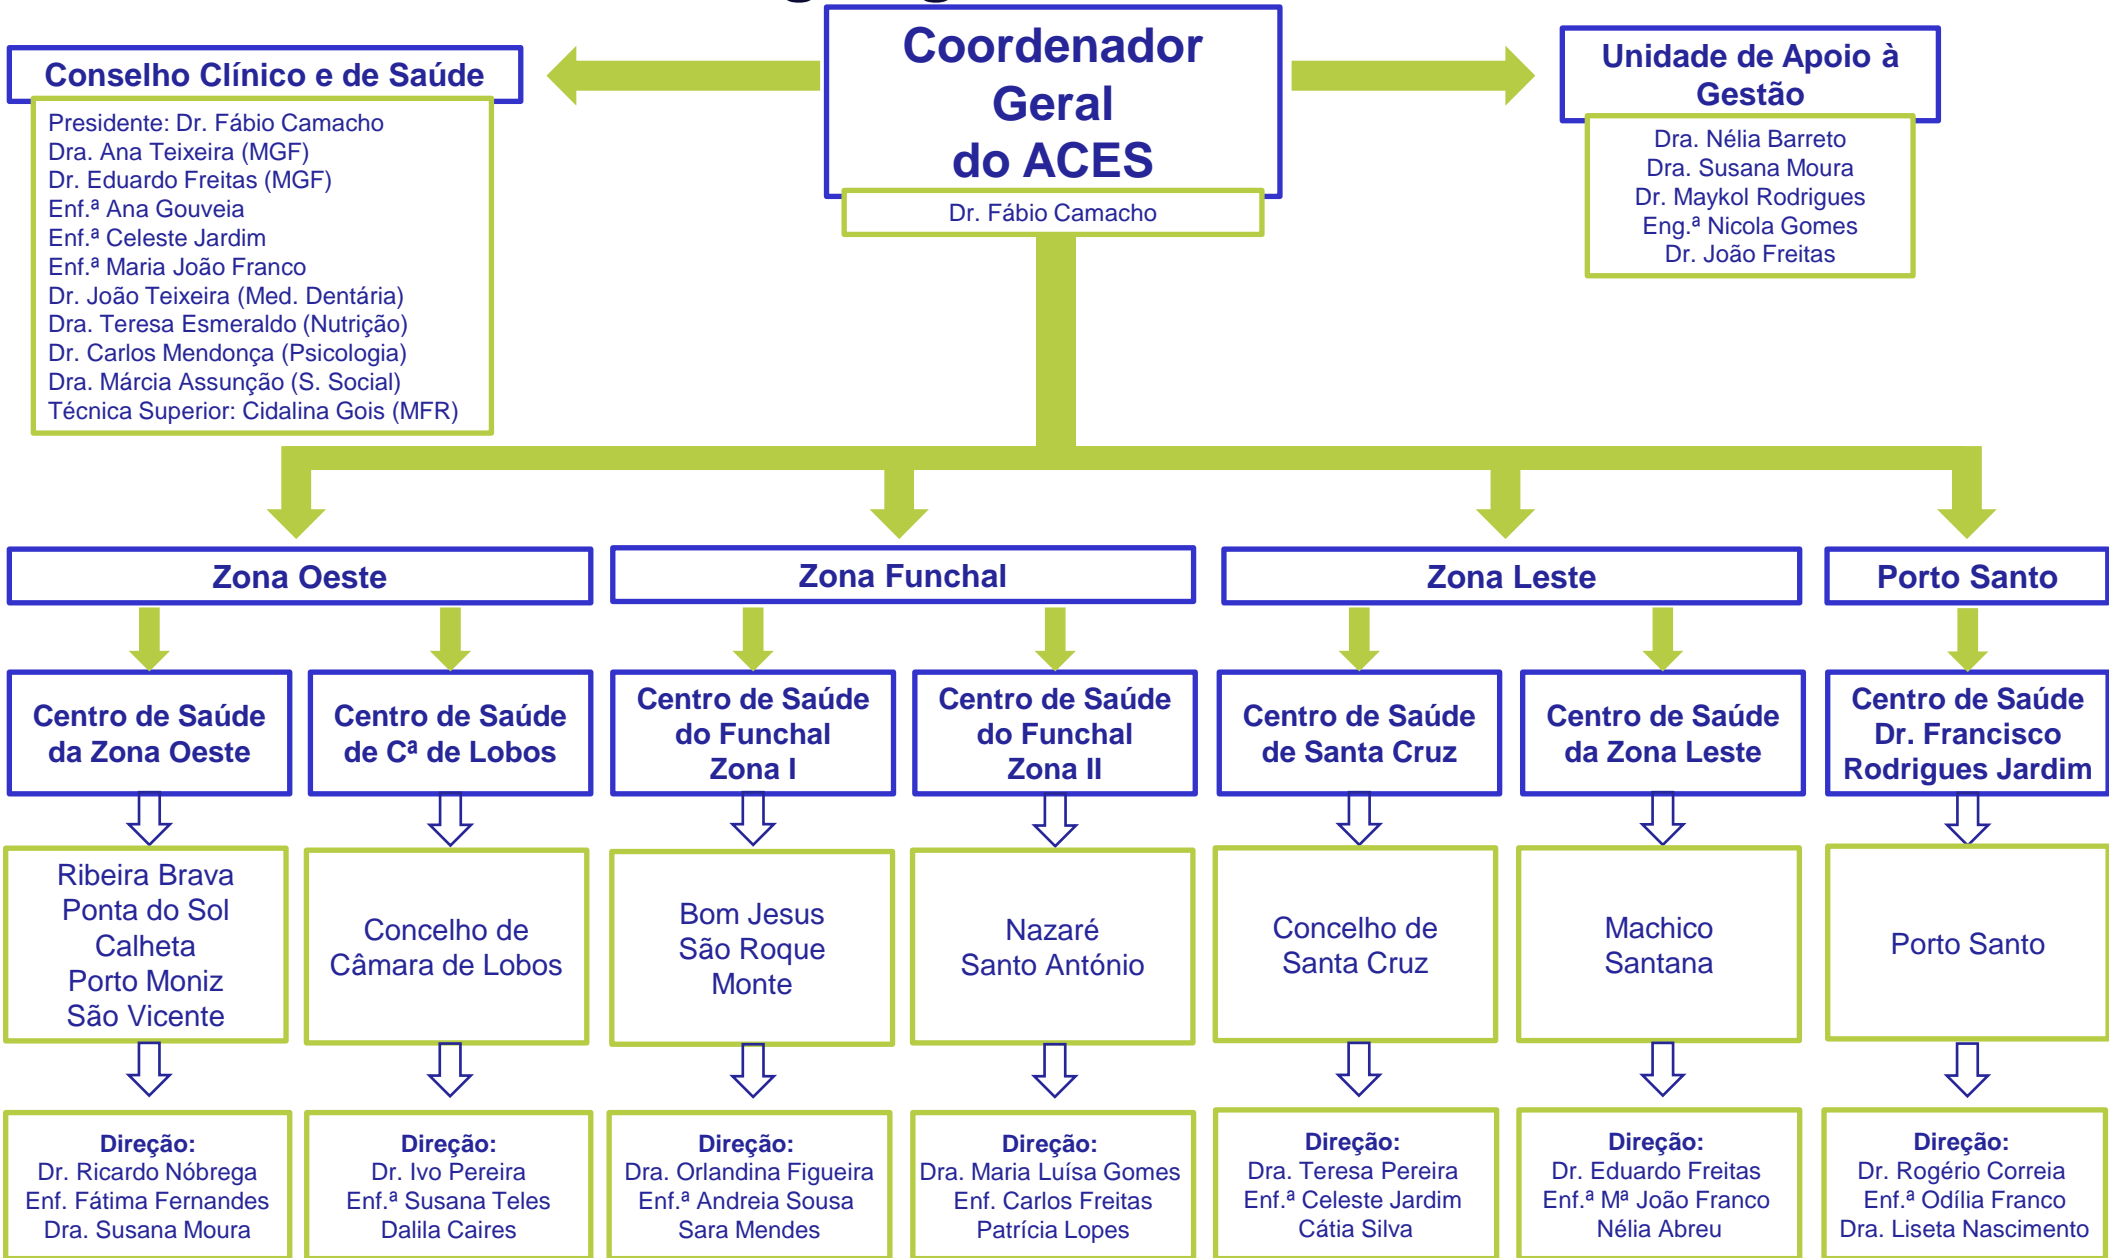 Coordenador
Geral
do ACES
Dr. Fábio Camacho
Conselho Clínico e de Saúde
Presidente: Dr. Fábio Camacho
Dra. Ana Teixeira (MGF)
Dr. Eduardo Freitas (MGF)
Enf.ª Ana Gouveia
Enf.ª Celeste Jardim
Enf.ª Maria João Franco
Dr. João Teixeira (Med. Dentária)
Dra. Teresa Esmeraldo (Nutrição)
Dr. Carlos Mendonça (Psicologia)
Dra. Márcia Assunção (S. Social)
Técnica Superior: Cidalina Gois (MFR)
Unidade de Apoio à
Gestão
Dra. Nélia Barreto
Dra. Susana Moura
Dr. Maykol Rodrigues
Eng.ª Nicola Gomes
Dr. João Freitas
Zona Oeste
Zona Funchal
Zona Leste
Porto Santo
Centro de Saúde
da Zona Oeste
Centro de Saúde
de Cª de Lobos
Centro de Saúde
do Funchal
Zona I
Centro de Saúde
do Funchal
Zona II
Centro de Saúde
de Santa Cruz
Centro de Saúde
da Zona Leste
Centro de Saúde
Dr. Francisco
Rodrigues Jardim
Ribeira Brava
Ponta do Sol
Calheta
Porto Moniz
São Vicente
Concelho de
Câmara de Lobos
Bom Jesus
São Roque
Monte
Nazaré
Santo António
Concelho de
Santa Cruz
Machico
Santana
Porto Santo
Direção:
Dr. Ricardo Nóbrega
Enf. Fátima Fernandes
Dra. Susana Moura
Direção:
Dr. Ivo Pereira
Enf.ª Susana Teles
Dalila Caires
Direção:
Dra. Orlandina Figueira
Enf.ª Andreia Sousa
Sara Mendes
Direção:
Dra. Maria Luísa Gomes
Enf. Carlos Freitas
Patrícia Lopes
Direção:
Dra. Teresa Pereira
Enf.ª Celeste Jardim
Cátia Silva
Direção:
Dr. Eduardo Freitas
Enf.ª Mª João Franco
Nélia Abreu
Direção:
Dr. Rogério Correia
Enf.ª Odília Franco
Dra. Liseta Nascimento